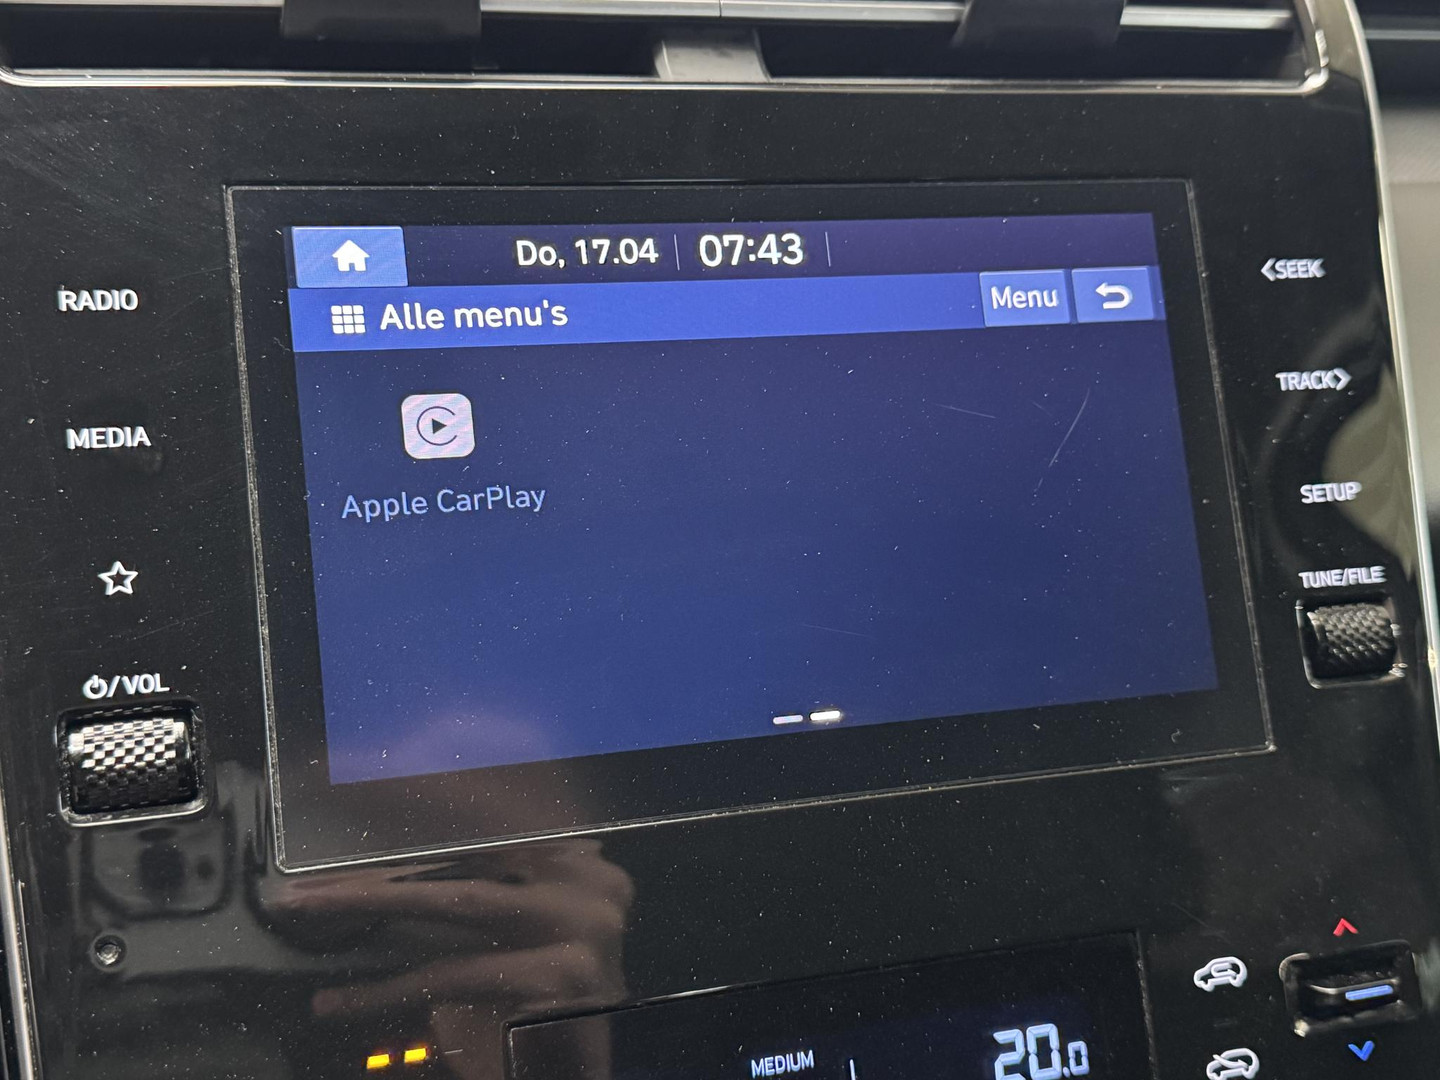 Do, 17.04 07:43
Alle menu's
Menu
Apple CarPlay
RADIO
MEDIA
/VOL
<SEEK
TRACK>
SETUP
TUNE/FILE
MEDIUM
20.0